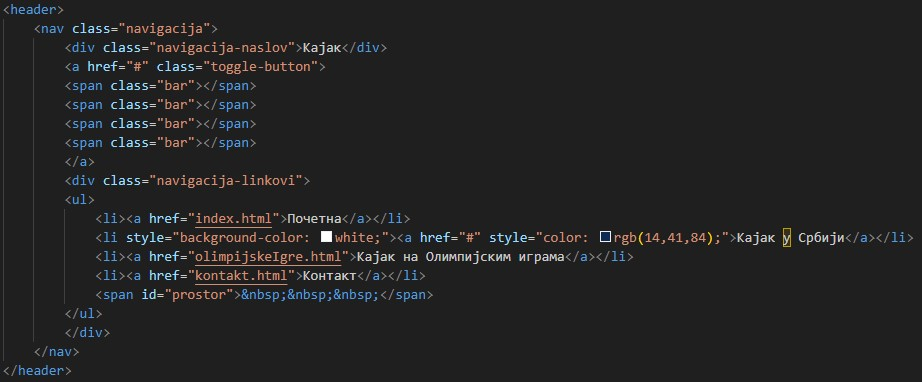 <header>
<nav class="navigacija">
<div class="navigacija-naslov">Кајак</div>
<a href="#" class="toggle-button">
<span class="bar"></span>
<span class="bar"></span>
<span class="bar"></span>
<span class="bar"></span>
</a>
<div class="navigacija-linkovi">
<ul>
<li><a href="index.html">Почетна</a></li>
<li style="background-color: white;"><a href="#" style="color: rgb(14,41,84);">Кајак у Србији</a></li>
<li><a href="olimpijskeIgre.html">Кајак на Олимпијским играма</a></li>
<li><a href="kontakt.html">Контакт</a></li>
<span id="prostor">&nbsp;&nbsp;&nbsp;</span>
</ul>
</div>
</nav>
</header>